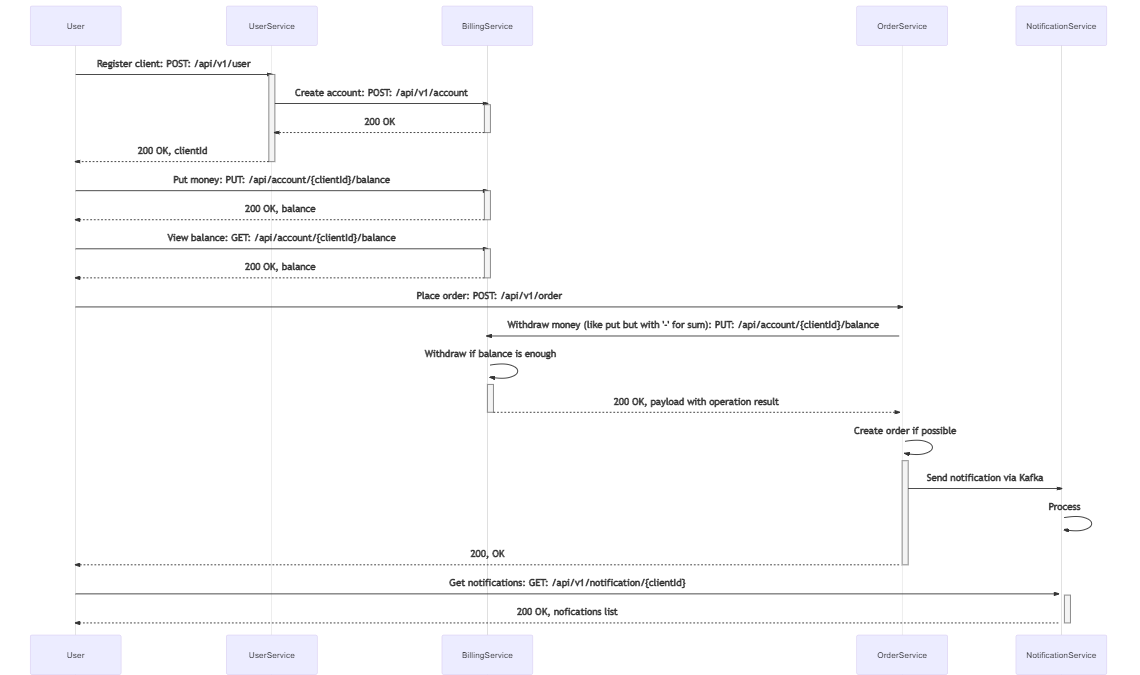 User
UserService
BillingService
OrderService
NotificationService
Register client: POST: /api/v1/user
Create account: POST: /api/v1/account
200 OK
200 OK, clientId
Put money: PUT: /api/account/{clientId}/balance
200 OK, balance
View balance: GET: /api/account/{clientId}/balance
200 OK, balance
Place order: POST: /api/v1/order
Withdraw money (like put but with '-' for sum): PUT: /api/account/{clientId}/balance
Withdraw if balance is enough
200 OK, payload with operation result
Create order if possible
Send notification via Kafka
Process
200, OK
Get notifications: GET: /api/v1/notification/{clientId}
200 OK, nofications list
User
UserService
BillingService
OrderService
NotificationService